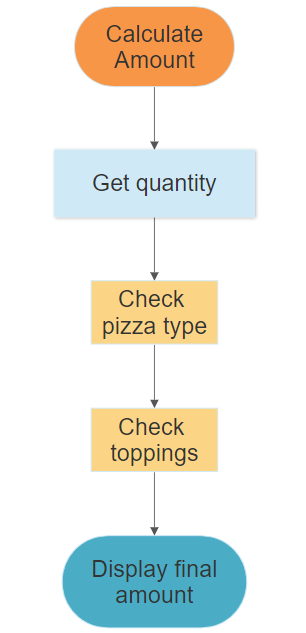 Calculate
Amount
Get quantity
Check
pizza type
Check
toppings
Display final
amount